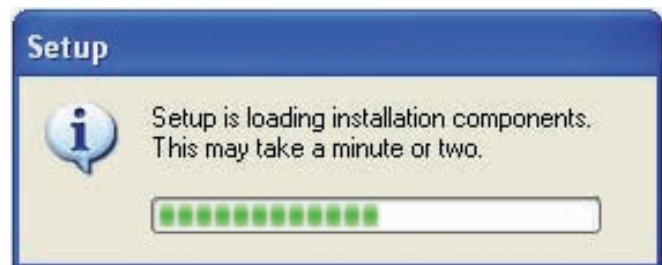 Setup
Setup is loading installation components.
This may take a minute or two.